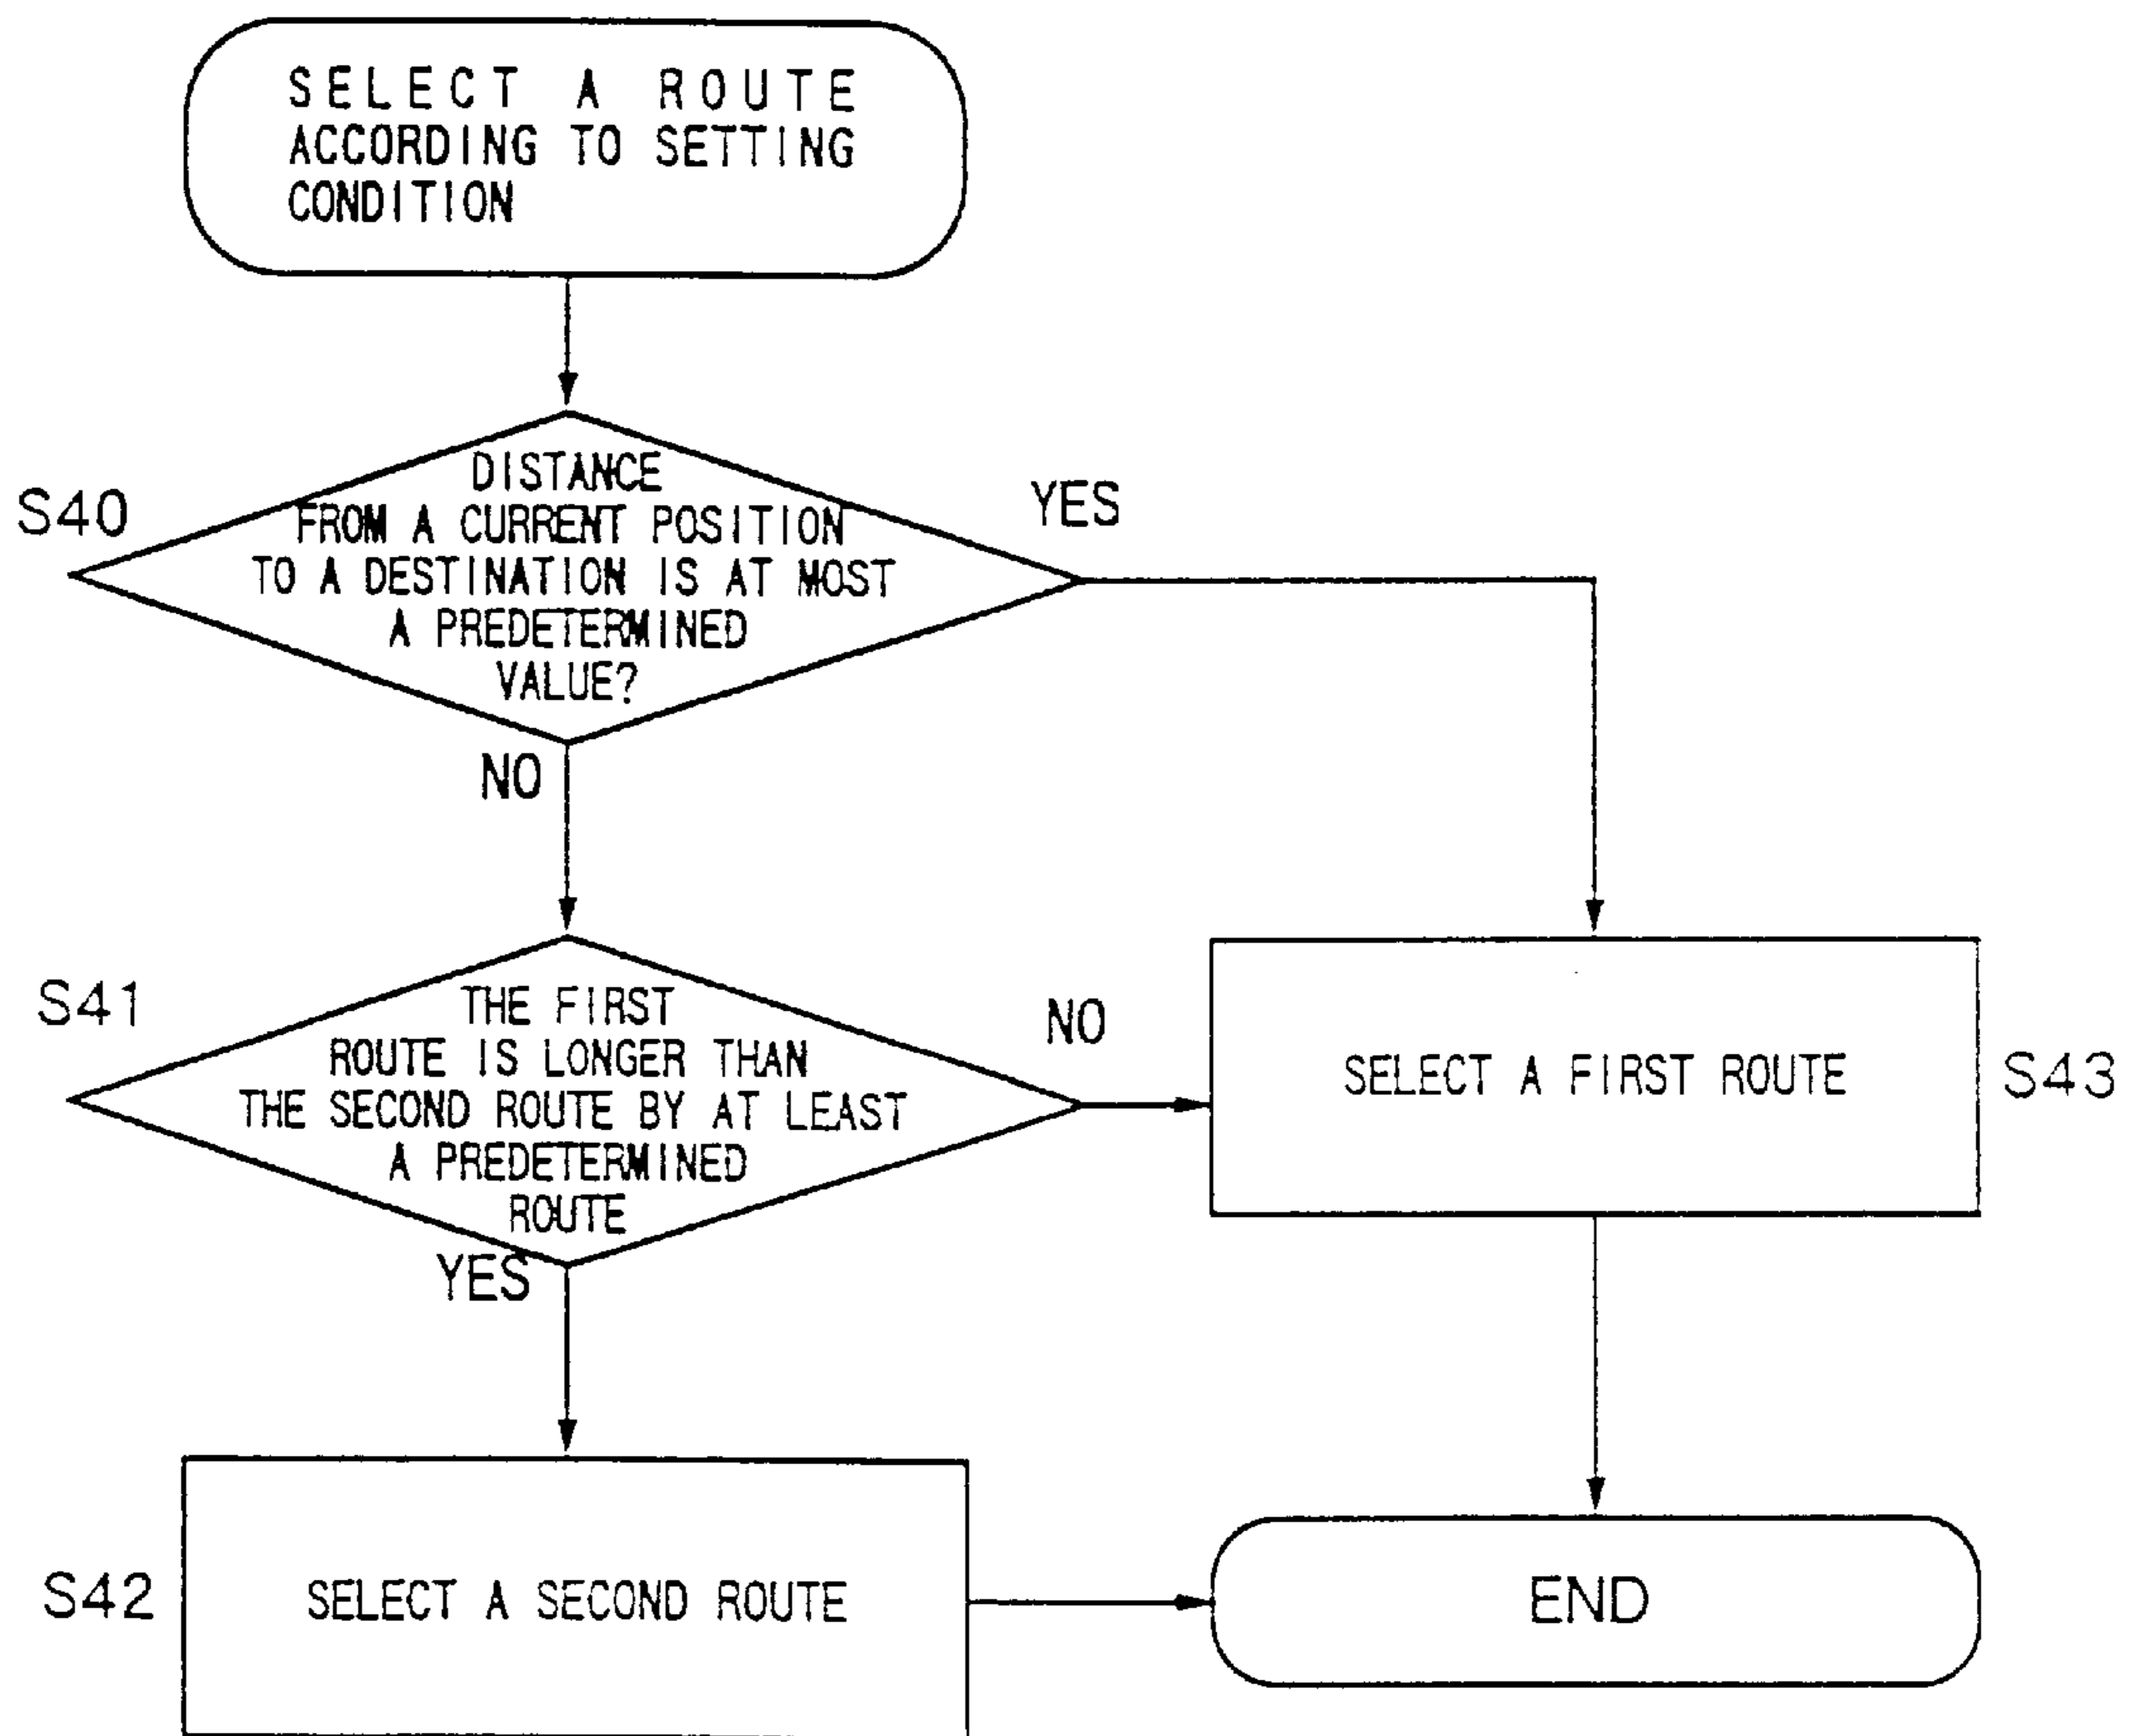 SELECT A ROUTE
ACCORDING TO SETTING
CONDITION
S40
DISTANCE
FROM A CURRENT POSITION
TO A DESTINATION IS AT MOST
A PREDETERMINED
VALUE?
YES
NO
S41
THE FIRST
ROUTE IS LONGER THAN
THE SECOND ROUTE BY AT LEAST
A PREDETERMINED
ROUTE
NO
YES
SELECT A FIRST ROUTE
S43
S42
SELECT A SECOND ROUTE
END